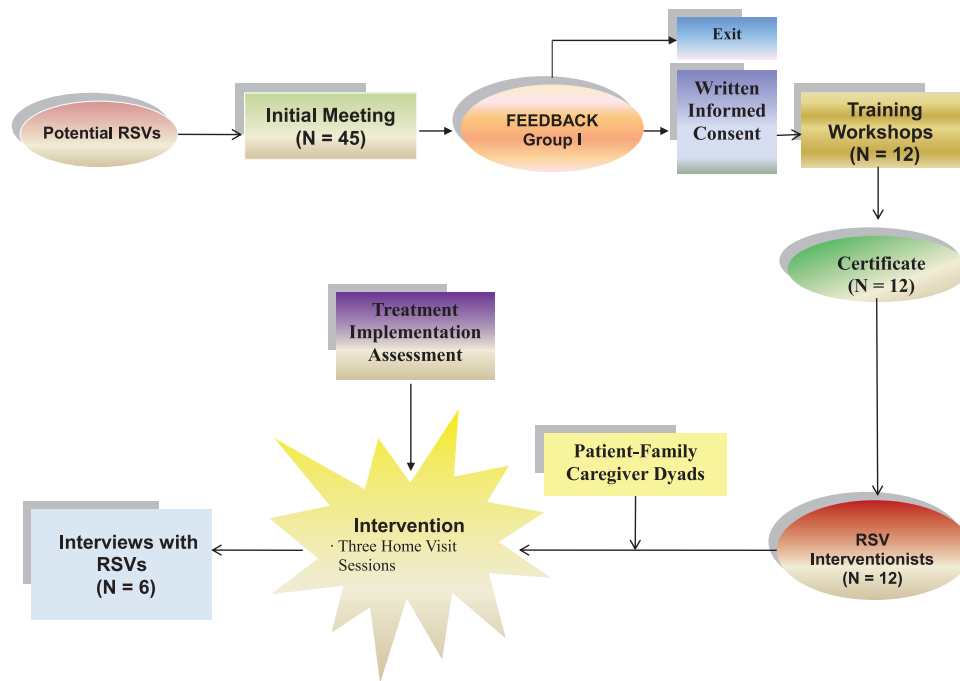 Potential RSVs
Initial Meeting
(N = 45)
FEEDBACK
Group I
Exit
Written
Informed
Consent
Training
Workshops
(N = 12)
Certificate
(N = 12)
RSV
Interventionists
(N = 12)
Patient-Family
Caregiver Dyads
Treatment
Implementation
Assessment
Intervention
· Three Home Visit
Sessions
Interviews with
RSVs
(N = 6)